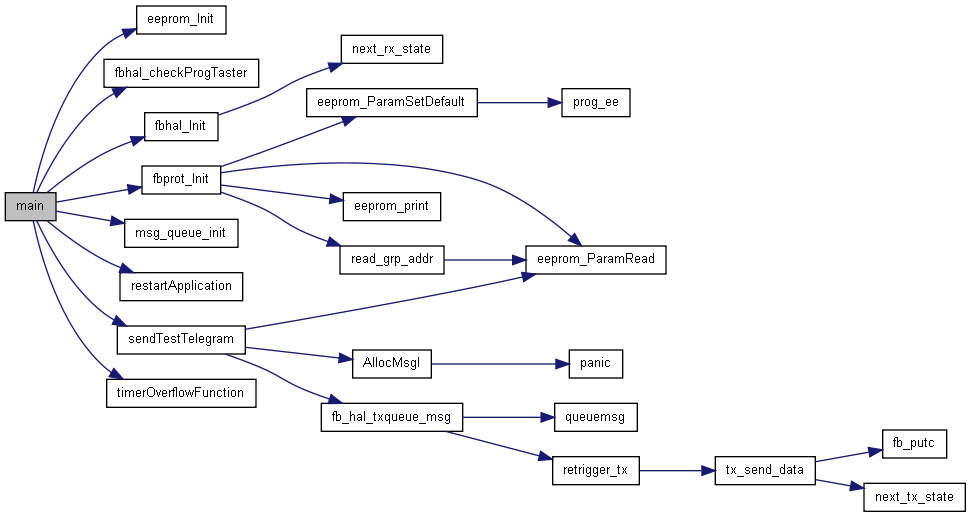 main
eeprom_Init
fbhal_checkProgTaster
fbhal_Init
fbprot_Init
msg_queue_init
restartApplication
sendTestTelegram
timerOverflowFunction
next_rx_state
eeprom_ParamSetDefault
eeprom_print
read_grp_addr
AllocMsgI
fb_hal_txqueue_msg
prog_ee
eeprom_ParamRead
panic
queuemsg
retrigger_tx
tx_send_data
fb_putc
next_tx_state